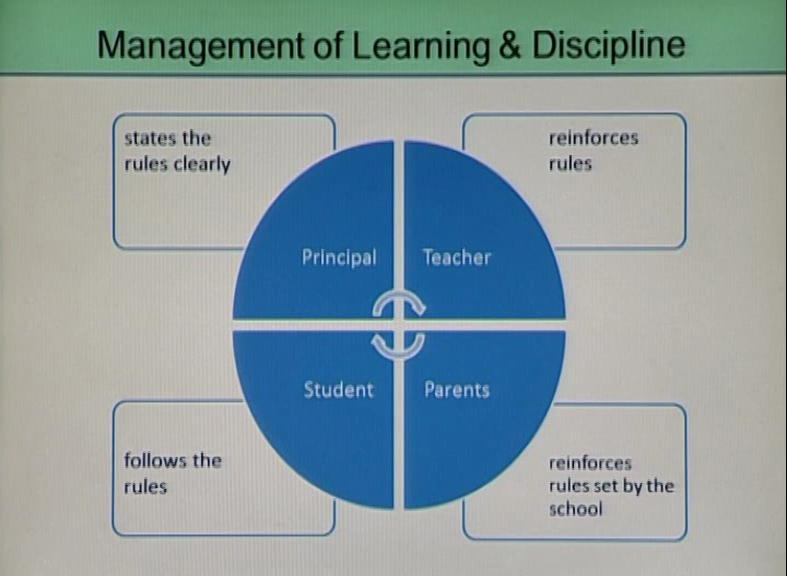 Management of Learning & Discipline
states the
rules clearly
reinforces
rules
Principal
Teacher
Student
Parents
follows the
rules
reinforces
rules set by the
school